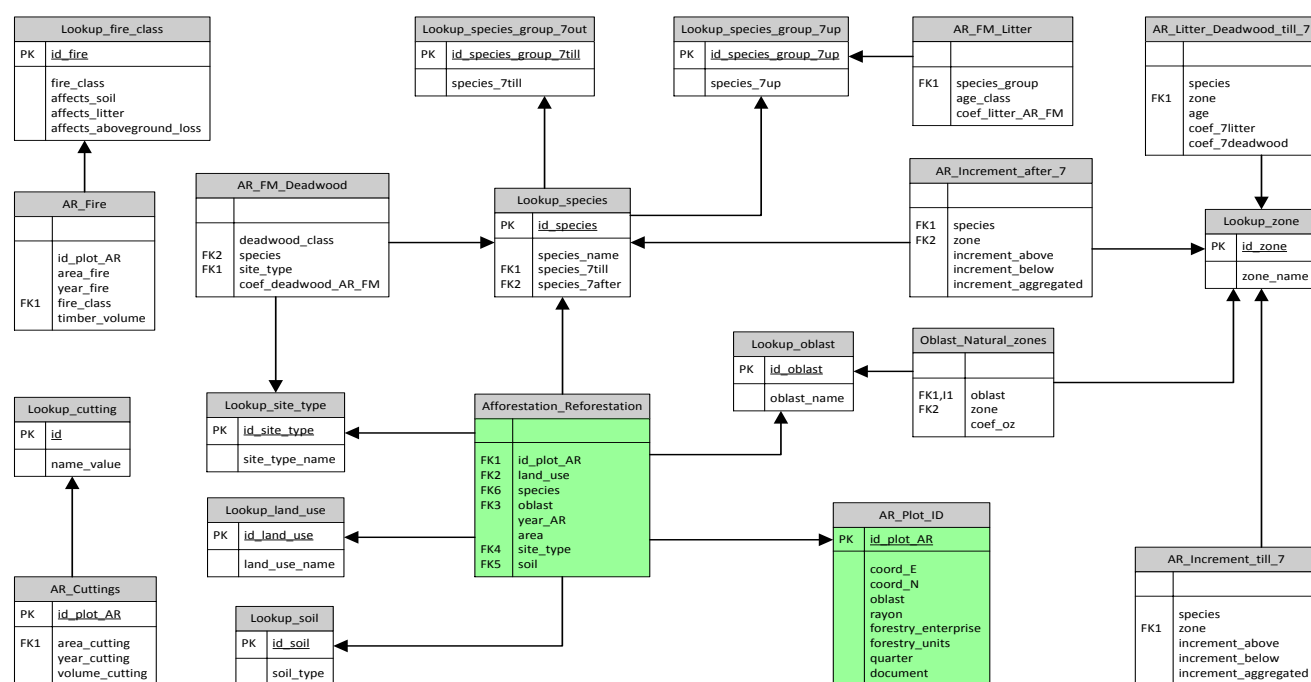 Lookup_fire_class
PK id_fire
fire_class
affects_soil
affects_litter
affects_aboveground_loss
Lookup_species_group_7out
PK id_species_group_7till
species_7till
Lookup_species_group_7up
PK id_species_group_7up
species_7up
AR_FM_Litter
FK1 species_group
age_class
coef_litter_AR_FM
AR_Litter_Deadwood_till_7
species
FK1 zone
age
coef_7litter
coef_7deadwood
AR_Fire
id_plot_AR
area_fire
year_fire
FK1 fire_class
timber_volume
AR_FM_Deadwood
deadwood_class
FK2 species
FK1 site_type
coef_deadwood_AR_FM
Lookup_species
PK id_species
species_name
FK1 species_7till
FK2 species_7after
AR_Increment_after_7
FK1 species
FK2 zone
increment_above
increment_below
increment_aggregated
Lookup_zone
PK id_zone
zone_name
Lookup_oblast
PK id_oblast
oblast_name
Oblast_Natural_zones
FK1,I1 oblast
FK2 zone
coef_oz
Lookup_cutting
PK id
name_value
Lookup_site_type
PK id_site_type
site_type_name
Afforestation_Reforestation
FK1 id_plot_AR
FK2 land_use
FK6 species
FK3 oblast
year_AR
area
FK4 site_type
FK5 soil
Lookup_land_use
PK id_land_use
land_use_name
AR_Plot_ID
PK id_plot_AR
coord_E
coord_N
oblast
rayon
forestry_enterprise
forestry_units
quarter
document
AR_Cuttings
PK id_plot_AR
FK1 area_cutting
year_cutting
volume_cutting
Lookup_soil
PK id_soil
soil_type
AR_Increment_till_7
species
FK1 zone
increment_above
increment_below
increment_aggregated